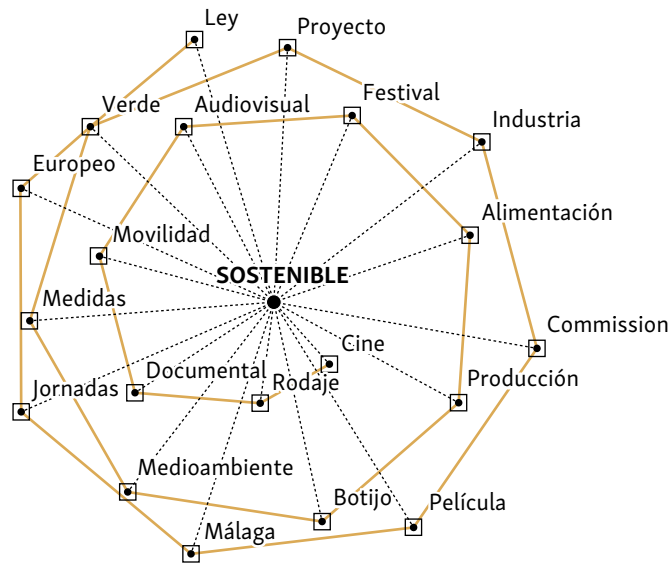 Ley
Proyecto
Verde
Audiovisual
Festival
Industria
Europeo
Alimentación
Movilidad
SOSTENIBLE
Medidas
Commission
Cine
Jornadas
Documental
Rodaje
Producción
Medioambiente
Botijo
Película
Málaga